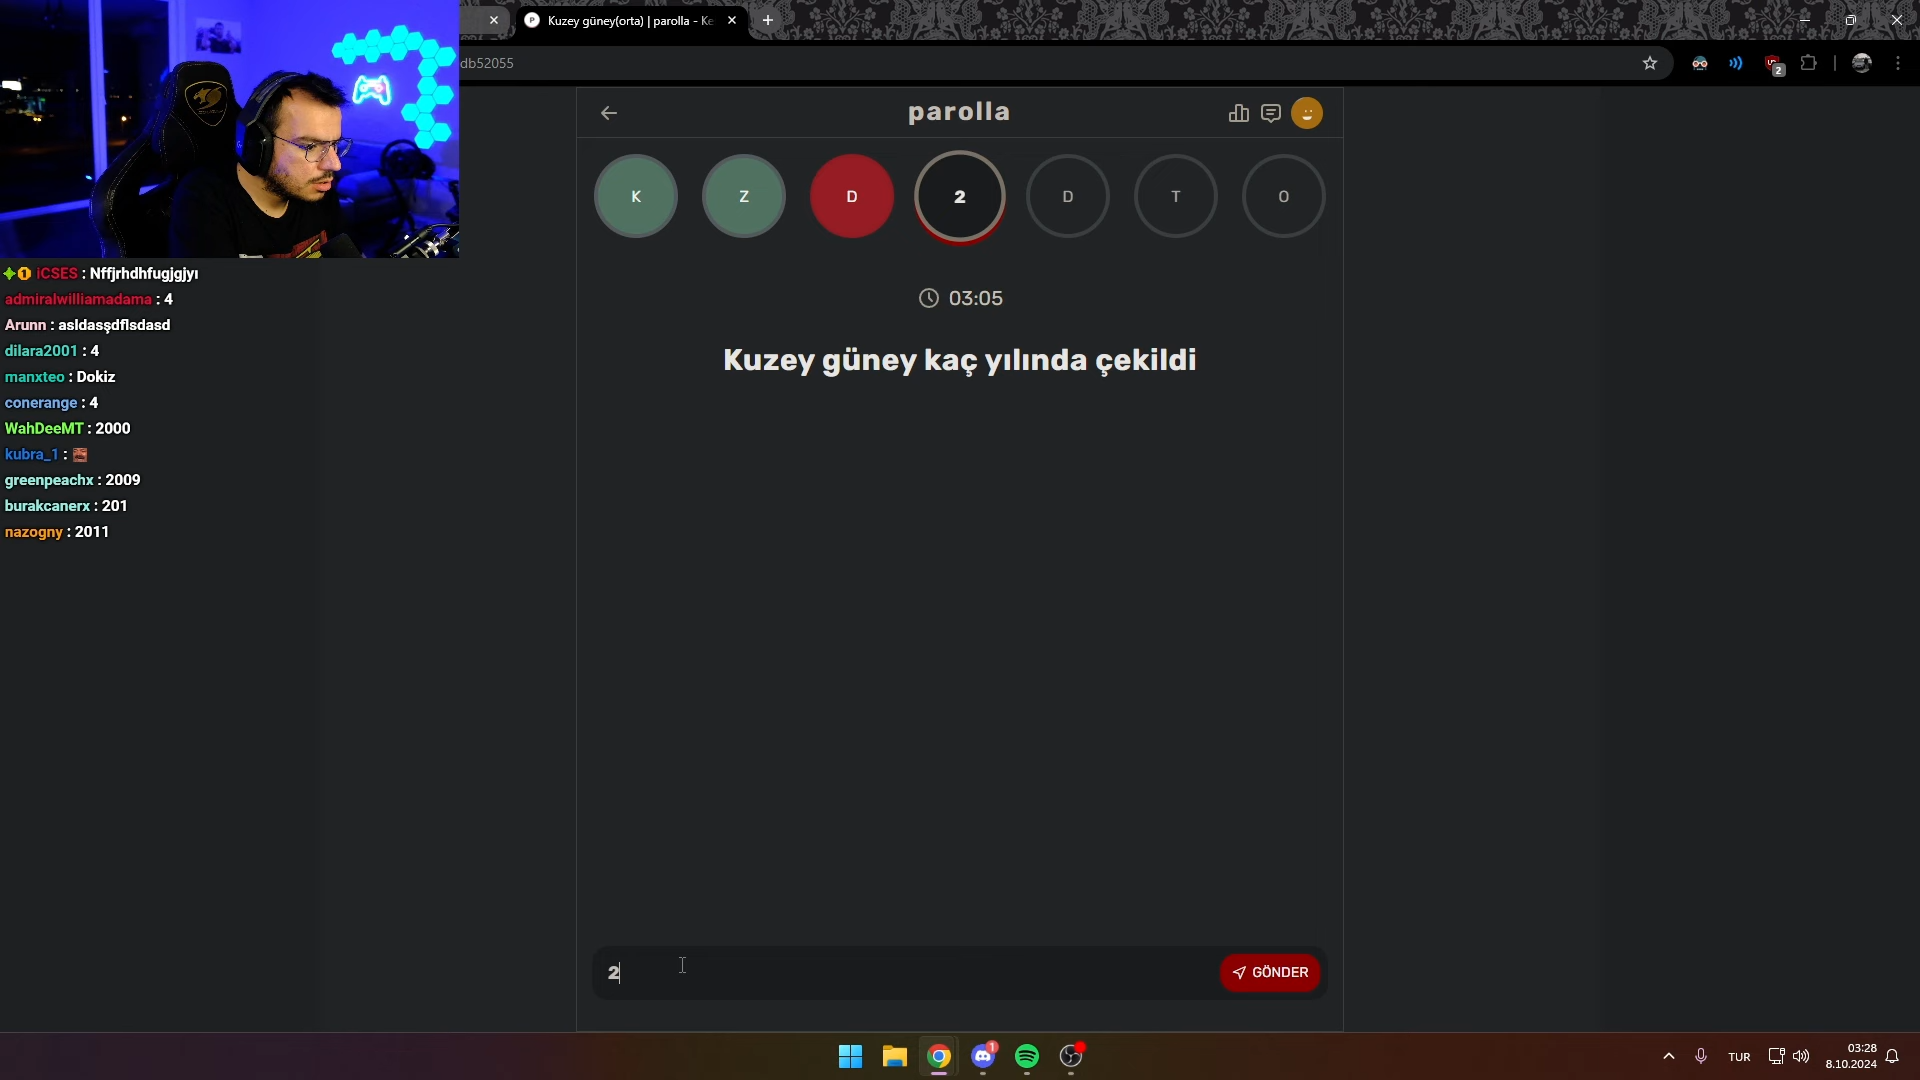 Kuzey güney(orta) | parolla - Ke
db52055
2
parolla
K Z D 2 D T O
03:05
Kuzey güney kaç yılında çekildi
iCSES : Nffjrhdhfugjgjyı
admiralwilliamadama : 4
Arunn : asldasşdflsdasd
dilara2001 : 4
manxteo : Dokiz
conerange : 4
WahDeeMT : 2000
kubra_1 :
greenpeachx : 2009
burakcanerx : 201
nazogny : 2011
2
GÖNDER
1
TUR
03:28
8.10.2024